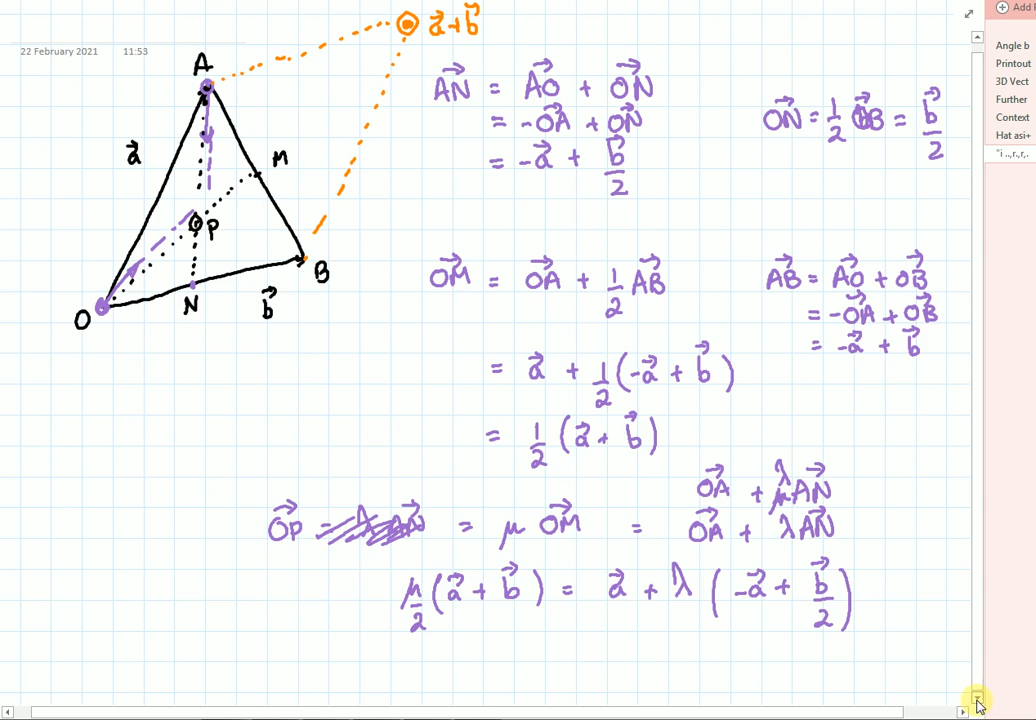 a⃗+b⃗
22 February 2021 11:53
A
a⃗
M
P
O
N
b⃗
B
AN⃗ = AO⃗ + ON⃗
= -OA⃗ + ON⃗
= -a⃗ + b⃗/2
ON⃗ = 1/2 OB⃗ = b⃗/2
OM⃗ = OA⃗ + 1/2 AB⃗
= a⃗ + 1/2(-a⃗ + b⃗)
= 1/2(a⃗ + b⃗)
AB⃗ = AO⃗ + OB⃗
= -OA⃗ + OB⃗
= -a⃗ + b⃗
OA⃗ + λ AN⃗
OP⃗ = μ OM⃗ = OA⃗ + λAN⃗
μ/2(a⃗ + b⃗) = a⃗ + λ(-a⃗ + b⃗/2)
Add
Angle b
Printout
3D Vect
Further
Context
Hat asi+
"i ..,r.,r,.